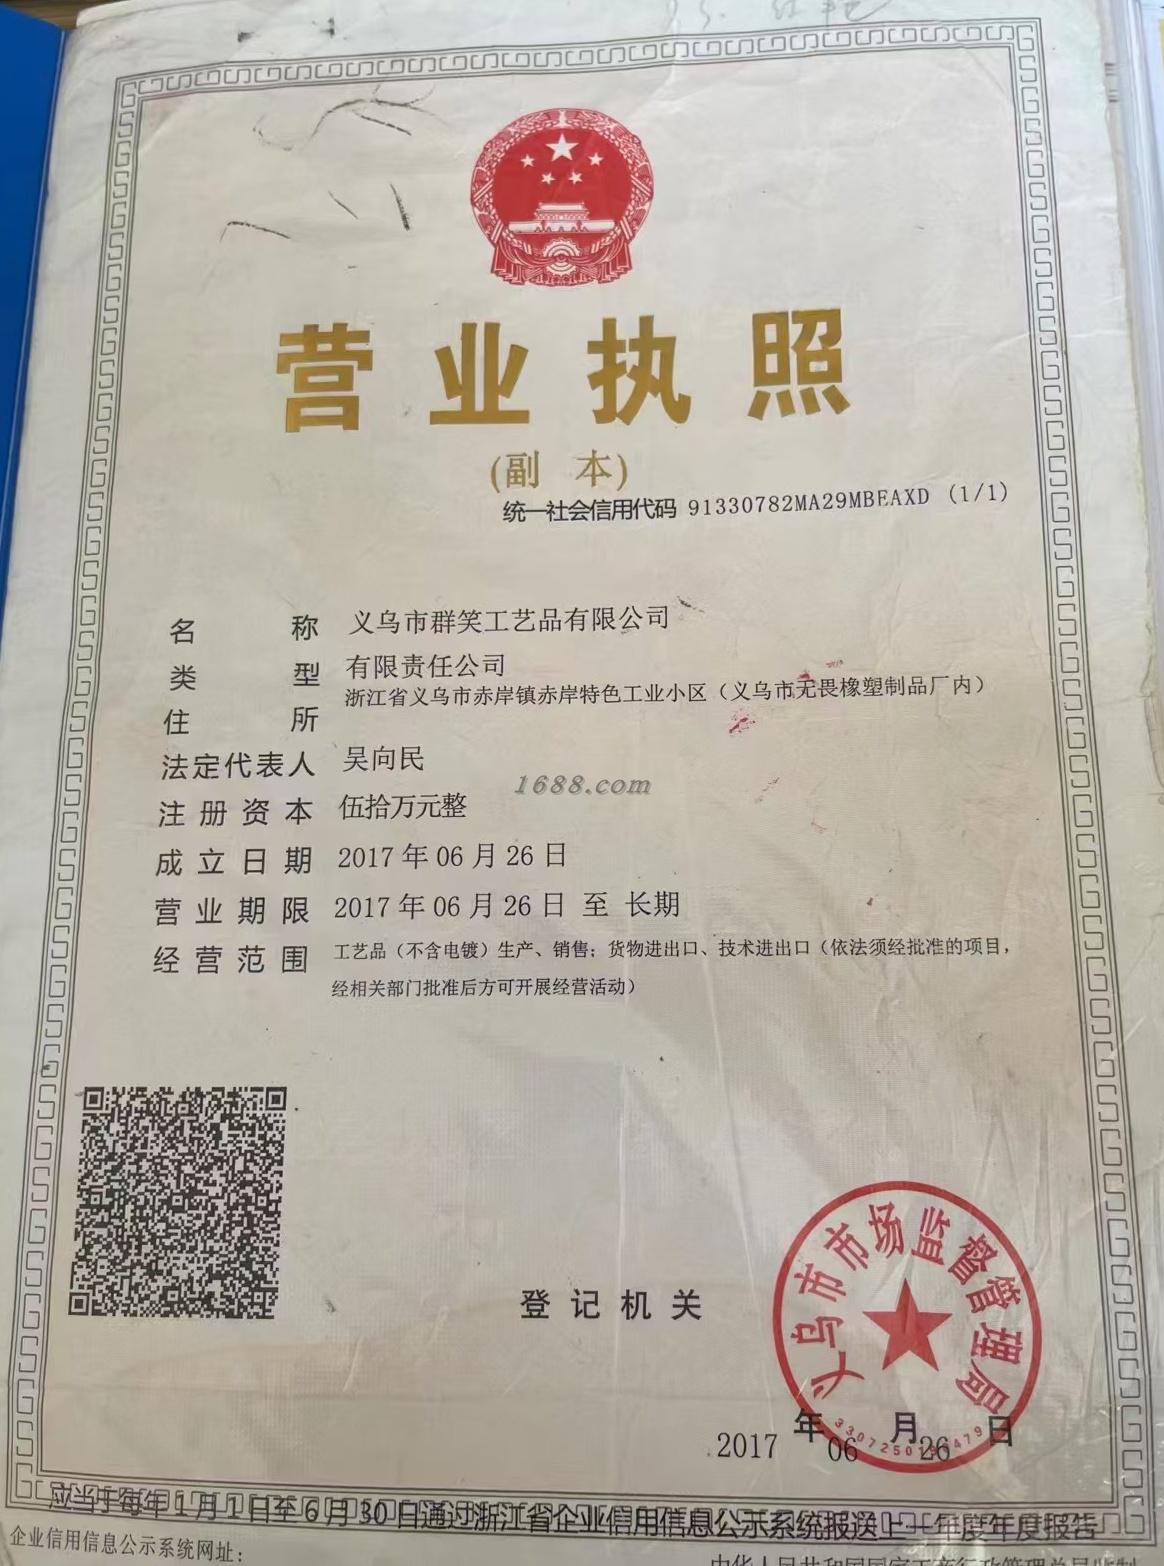 营业执照
(副 本)
统一社会信用代码 91330782MA29MBEAXD (1/1)
名 称 义乌市群笑工艺品有限公司
类 型 有限责任公司
住 所 浙江省义乌市赤岸镇赤岸特色工业小区（义乌市无畏橡塑制品厂内）
法定代表人 吴向民
1688.com
注册资本 伍拾万元整
成立日期 2017年06月26日
营业期限 2017年06月26日 至 长期
经营范围 工艺品（不含电镀）生产、销售；货物进出口、技术进出口（依法须经批准的项目，
经相关部门批准后方可开展经营活动）
登记机关
义乌市市场监督管理局
2017 年 06 月 26 日
应当于每年1月1日至6月30日通过浙江省企业信用信息公示系统报送上一年度年度报告
企业信用信息公示系统网址：